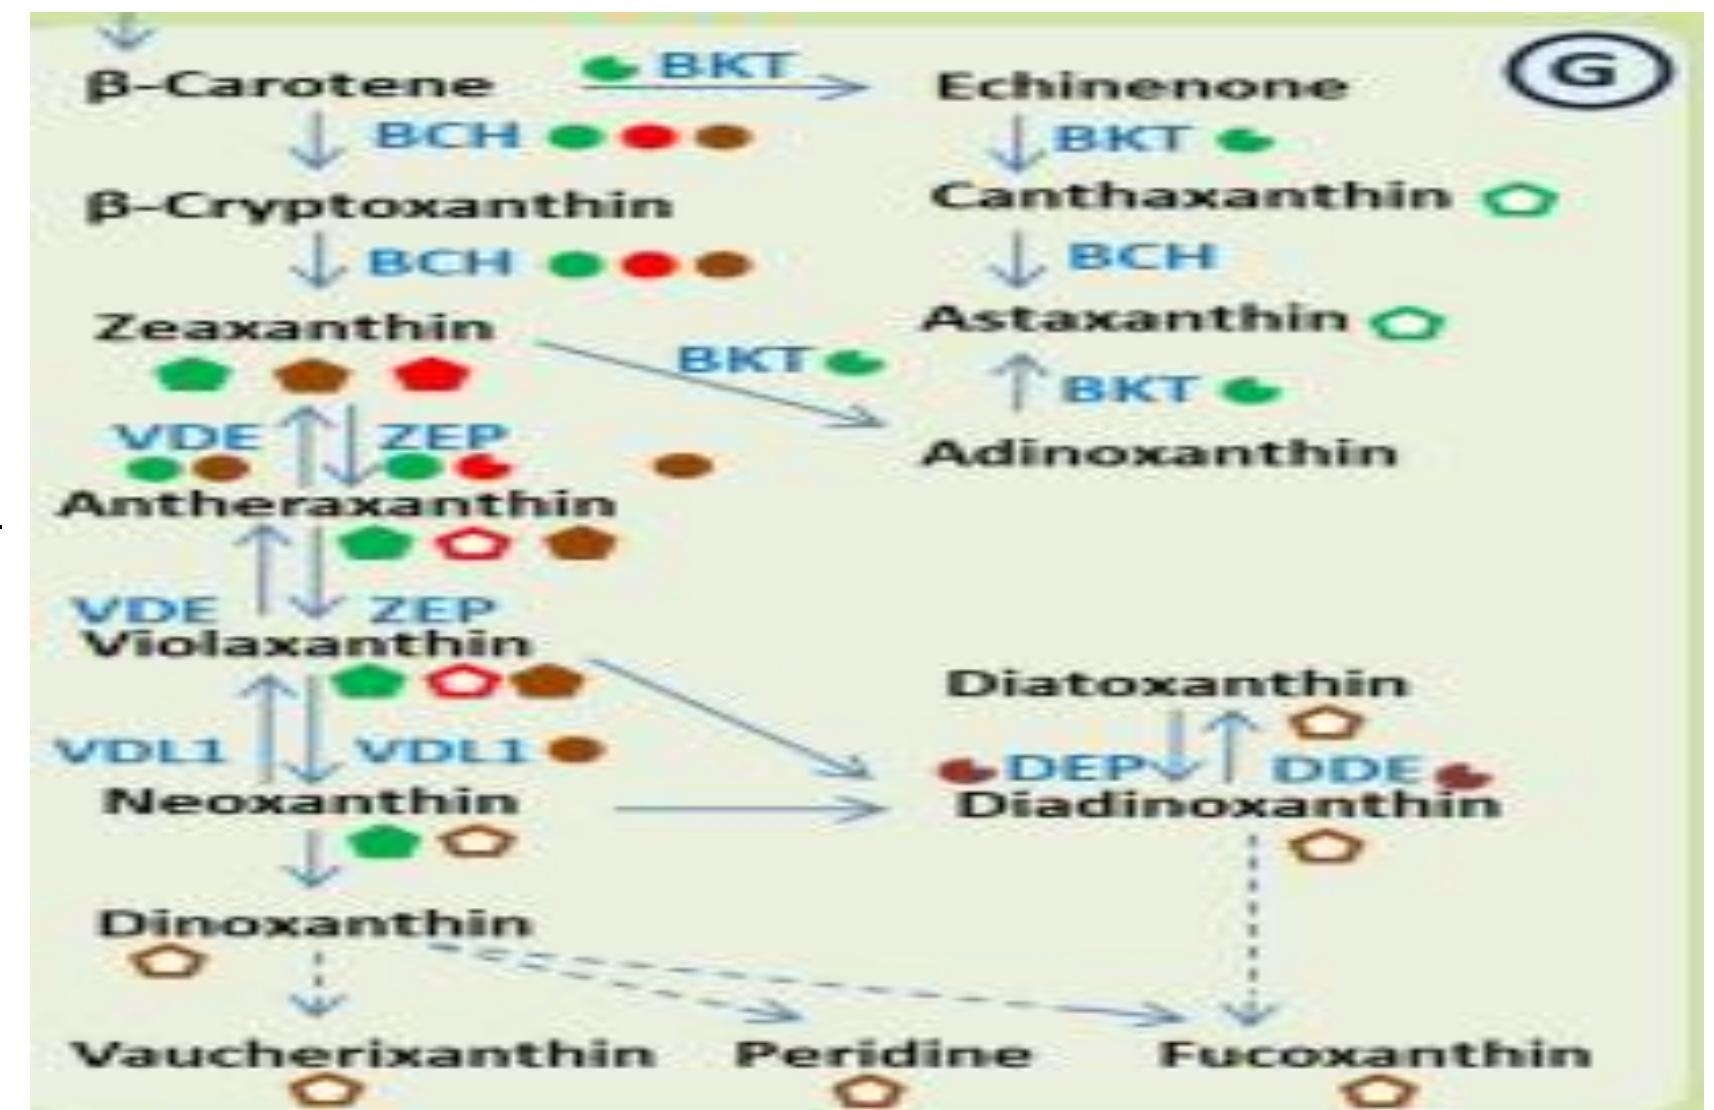 G
β-Carotene BKT Echinenone
BCH BKT
β-Cryptoxanthin Canthaxanthin
BCH BCH
Zeaxanthin Astaxanthin
BKT BKT
VDE ZEP
Antheraxanthin Adinoxanthin
VDE ZEP
Violaxanthin
Diatoxanthin
VDL1 VDL1 DEP DDE
Neoxanthin Diadinoxanthin
Dinoxanthin
Vaucherixanthin Peridine Fucoxanthin